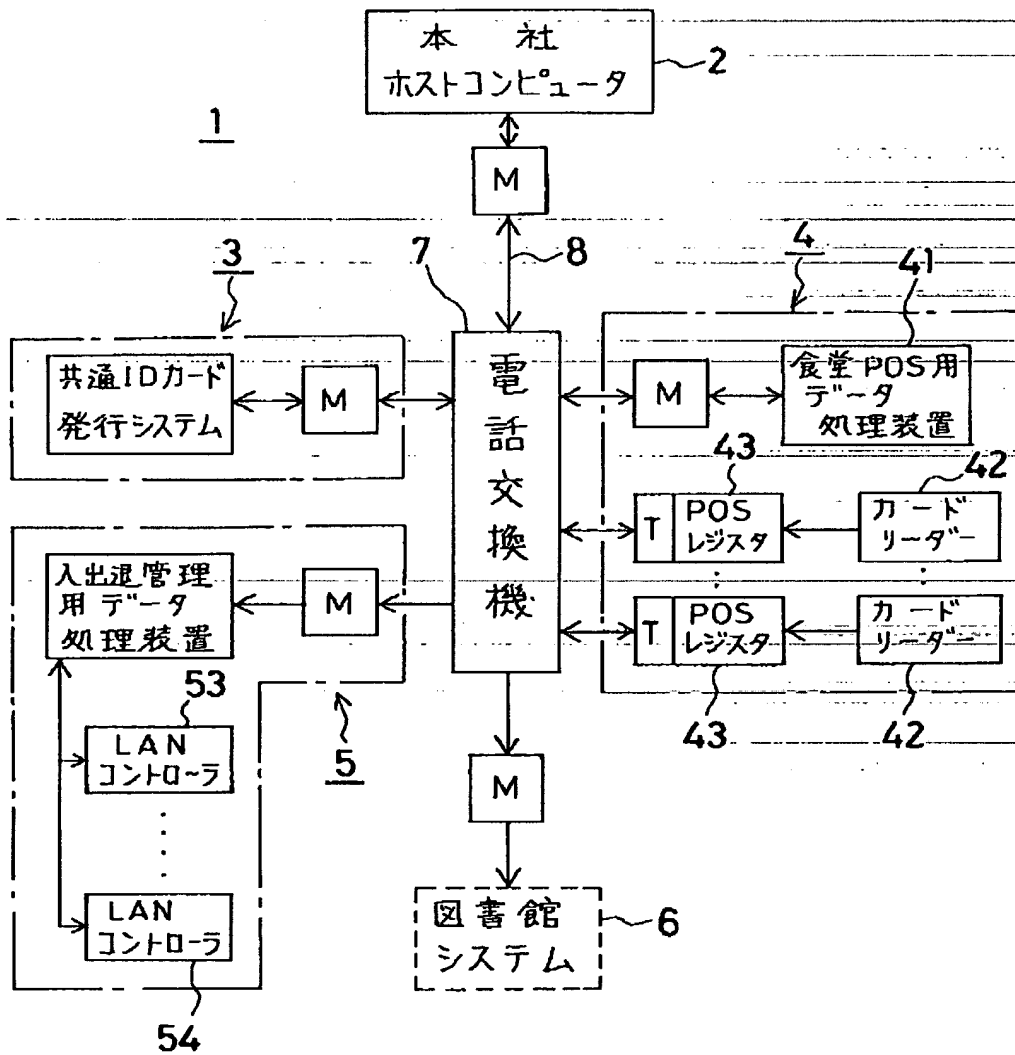 本 社
ホストコンピュータ
2
1
M
7
8
3
4
41
共通IDカード
発行システム
M
電話交換機
M
食堂POS用
データ
処理装置
43
42
T
POS
レジスタ
カード
リーダー
入出退管理
用データ
処理装置
M
T
POS
レジスタ
カード
リーダー
43
42
53
5
LAN
コントローラ
M
LAN
コントローラ
54
図書館
システム
6